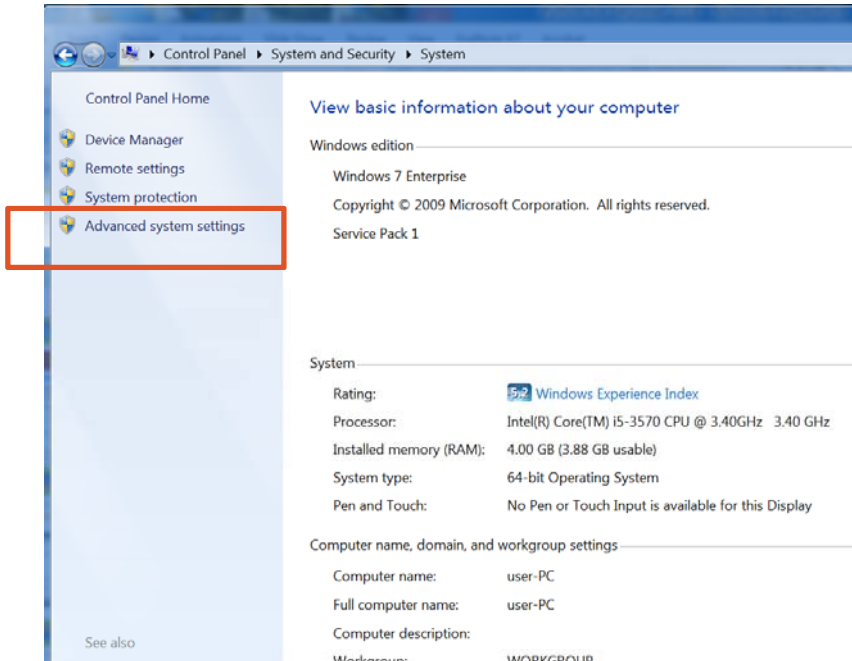 Control Panel ▸ System and Security ▸ System
Control Panel Home
Device Manager
Remote settings
System protection
Advanced system settings
See also
View basic information about your computer
Windows edition
Windows 7 Enterprise
Copyright © 2009 Microsoft Corporation. All rights reserved.
Service Pack 1
System
Rating: 5.2 Windows Experience Index
Processor: Intel(R) Core(TM) i5-3570 CPU @ 3.40GHz 3.40 GHz
Installed memory (RAM): 4.00 GB (3.88 GB usable)
System type: 64-bit Operating System
Pen and Touch: No Pen or Touch Input is available for this Display
Computer name, domain, and workgroup settings
Computer name: user-PC
Full computer name: user-PC
Computer description:
Workgroup: WORKGROUP